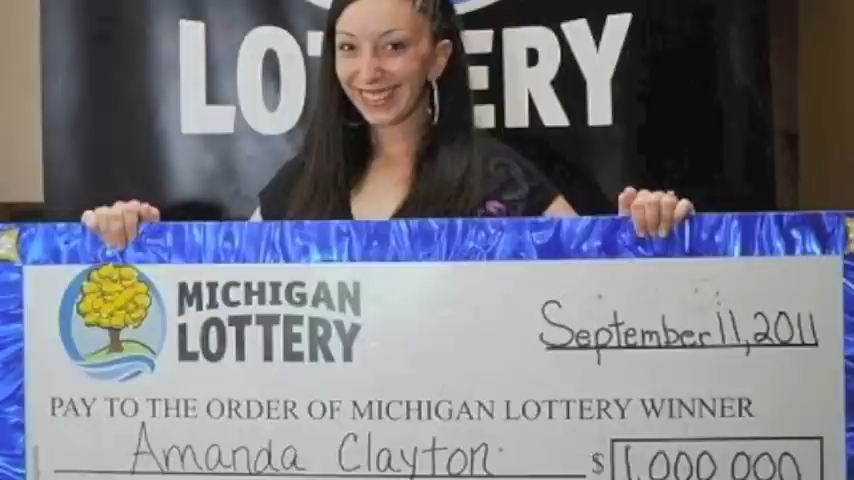 LOTTERY
MICHIGAN
LOTTERY
September 11, 2011
PAY TO THE ORDER OF MICHIGAN LOTTERY WINNER
Amanda Clayton
$ 1,000,000